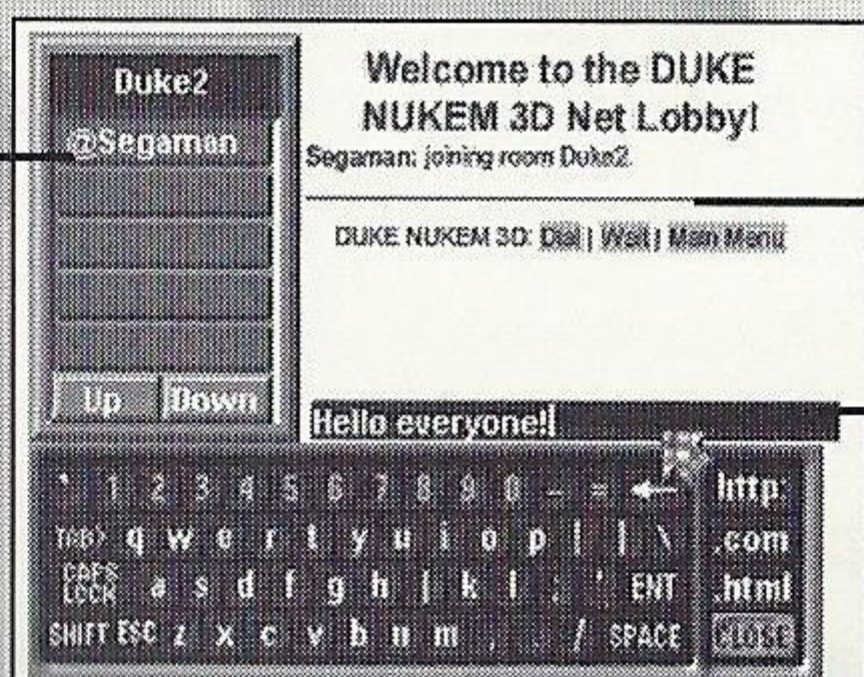 Duke2
@Segaman
Up Down
Welcome to the DUKE
NUKEM 3D Net Lobby!
Segaman: joining room Duke2.
DUKE NUKEM 3D: Dial | Wait | Main Menu
Hello everyone!
` 1 2 3 4 5 6 7 8 9 0 - = ← http:
TAB> q w e r t y u i o p [ ] \ .com
CAPS LOCK a s d f g h j k l ; ' ENT .html
SHIFT ESC z x c v b n m , . / SPACE CLOSE